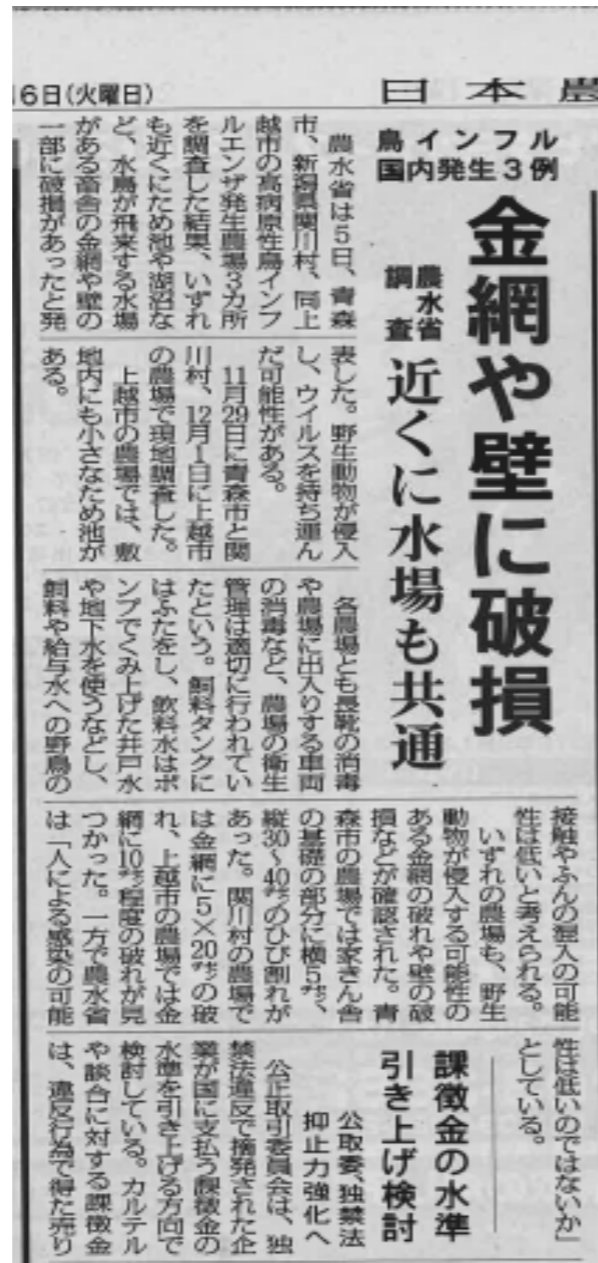 16日(火曜日)
日本農
鳥インフル
国内発生3例
金網や壁に破損
農水省
調査
近くに水場も共通
農水省は5日、青森
市、新潟県関川村、同上
越市の高病原性鳥インフ
ルエンザ発生農場3カ所
を調査した結果、いずれ
も近くにため池や湖沼な
ど、水鳥が飛来する水場
がある畜舎の金網や壁の
一部に破損があったと発
表した。野生動物が侵入
し、ウイルスを持ち運ん
だ可能性がある。
11月29日に青森市と関
川村、12月1日に上越市
の農場で現地調査した。
上越市の農場では、敷
地内にも小さなため池が
ある。
各農場とも長靴の消毒
や農場に出入りする車両
の消毒など、農場の衛生
管理は適切に行われてい
たという。飼料タンクに
はふたをし、飲料水はポ
ンプでくみ上げた井戸水
や地下水を使うなどし、
飼料や給与水への野鳥の
接触やふんの混入の可能
性は低いと考えられる。
いずれの農場も、野生
動物が侵入する可能性の
ある金網の破れや壁の破
損などが確認された。青
森市の農場では家きん舎
の基礎の部分に横5㌢、
縦30～40㌢のひび割れが
あった。関川村の農場で
は金網に5×20㌢の破
れ、上越市の農場では金
網に10㌢程度の破れが見
つかった。一方で農水省
は「人による感染の可能
性は低いのではないか」
としている。
課徴金の水準
引き上げ検討
公取委、独禁法
抑止力強化へ
公正取引委員会は、独
禁法違反で摘発された企
業が国に支払う課徴金の
水準を引き上げる方向で
検討している。カルテル
や談合に対する課徴金
は、違反行為で得た売り